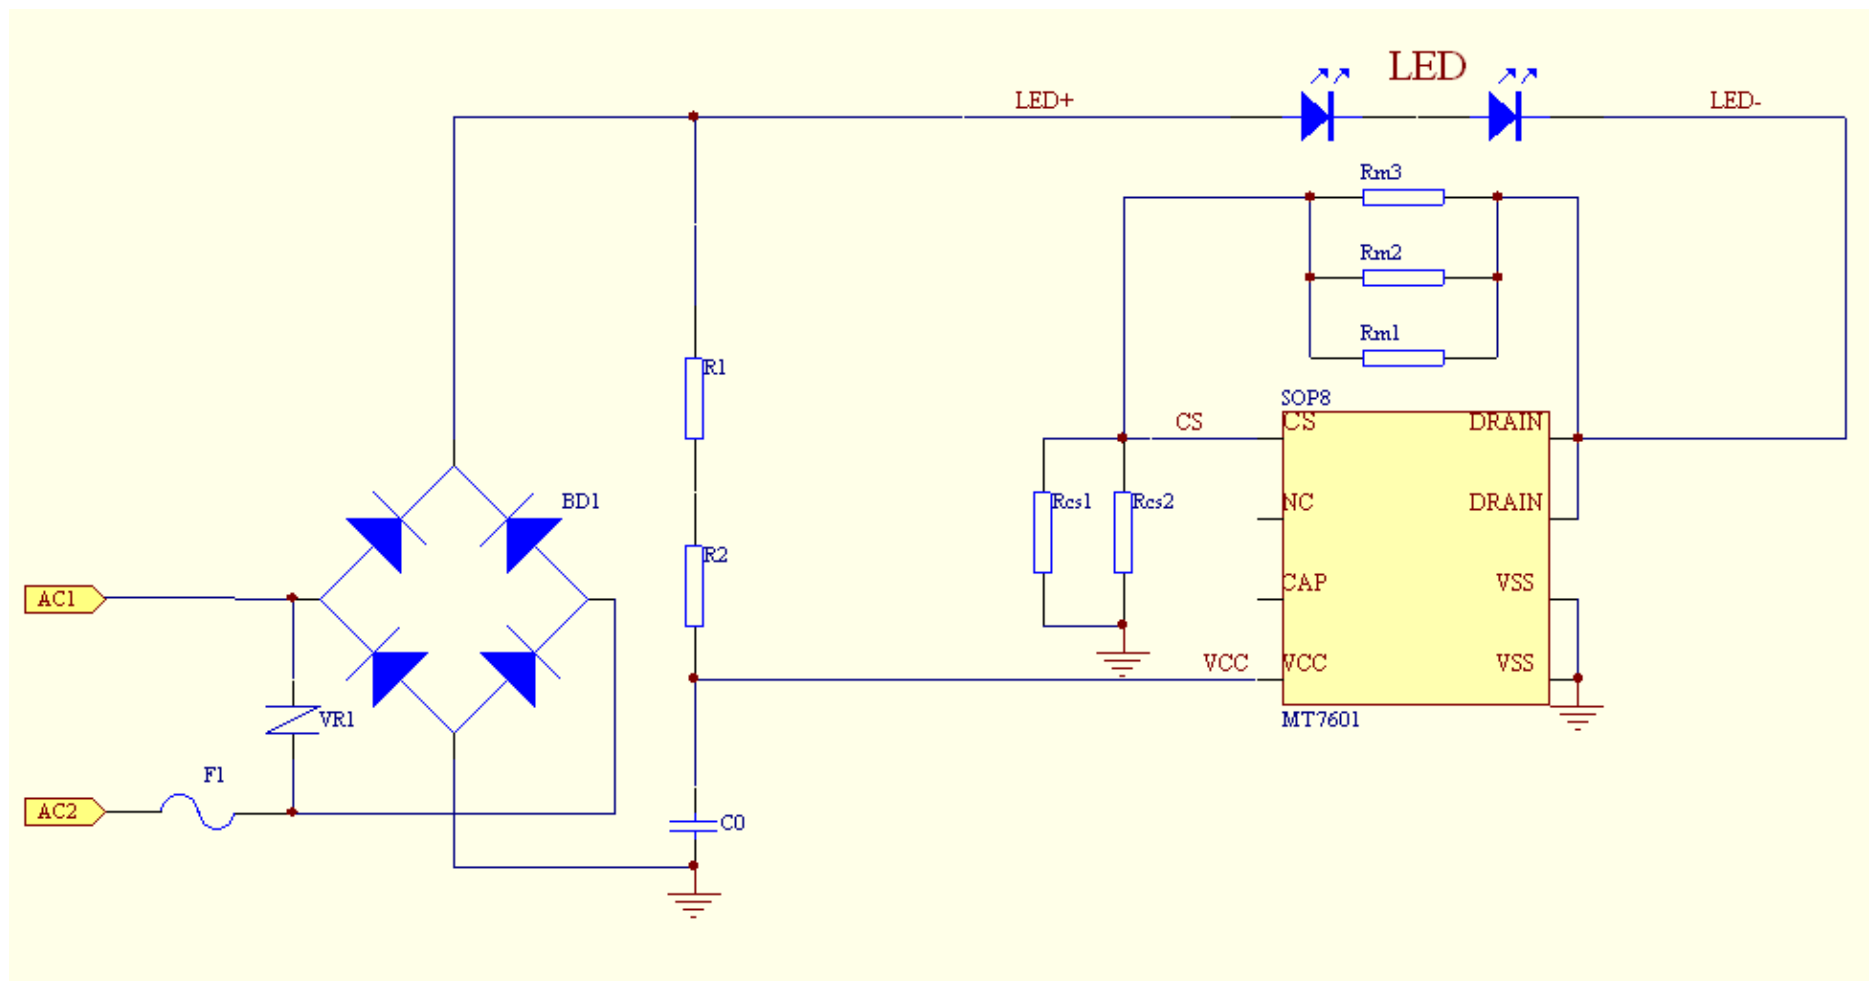 LED
LED+
LED-
Rm3
Rm2
Rm1
R1
SOP8
CS
CS
DRAIN
BD1
Rcs1
Rcs2
NC
DRAIN
R2
CAP
VSS
AC1
VCC
VCC
VSS
VR1
MT7601
F1
AC2
C0